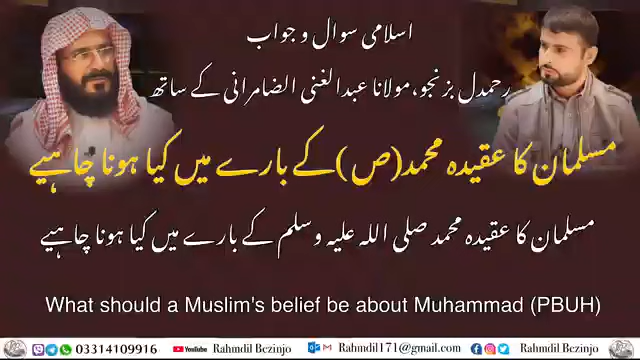 اسلامی سوال و جواب
رحمدل بزنجو،مولانا عبدالغنی الضامرانی کے ساتھ
مسلمان کا عقیدہ محمد(ص)کے بارے میں کیا ہونا چاہیے
مسلمان کا عقیدہ محمد صلی اللہ علیہ وسلم کے بارے میں کیا ہونا چاہیے
What should a Muslim's belief be about Muhammad (PBUH)
03314109916 YouTube Rahmdil Bezinjo Rahmdil171@gmail.com Rahmdil Bezinjo